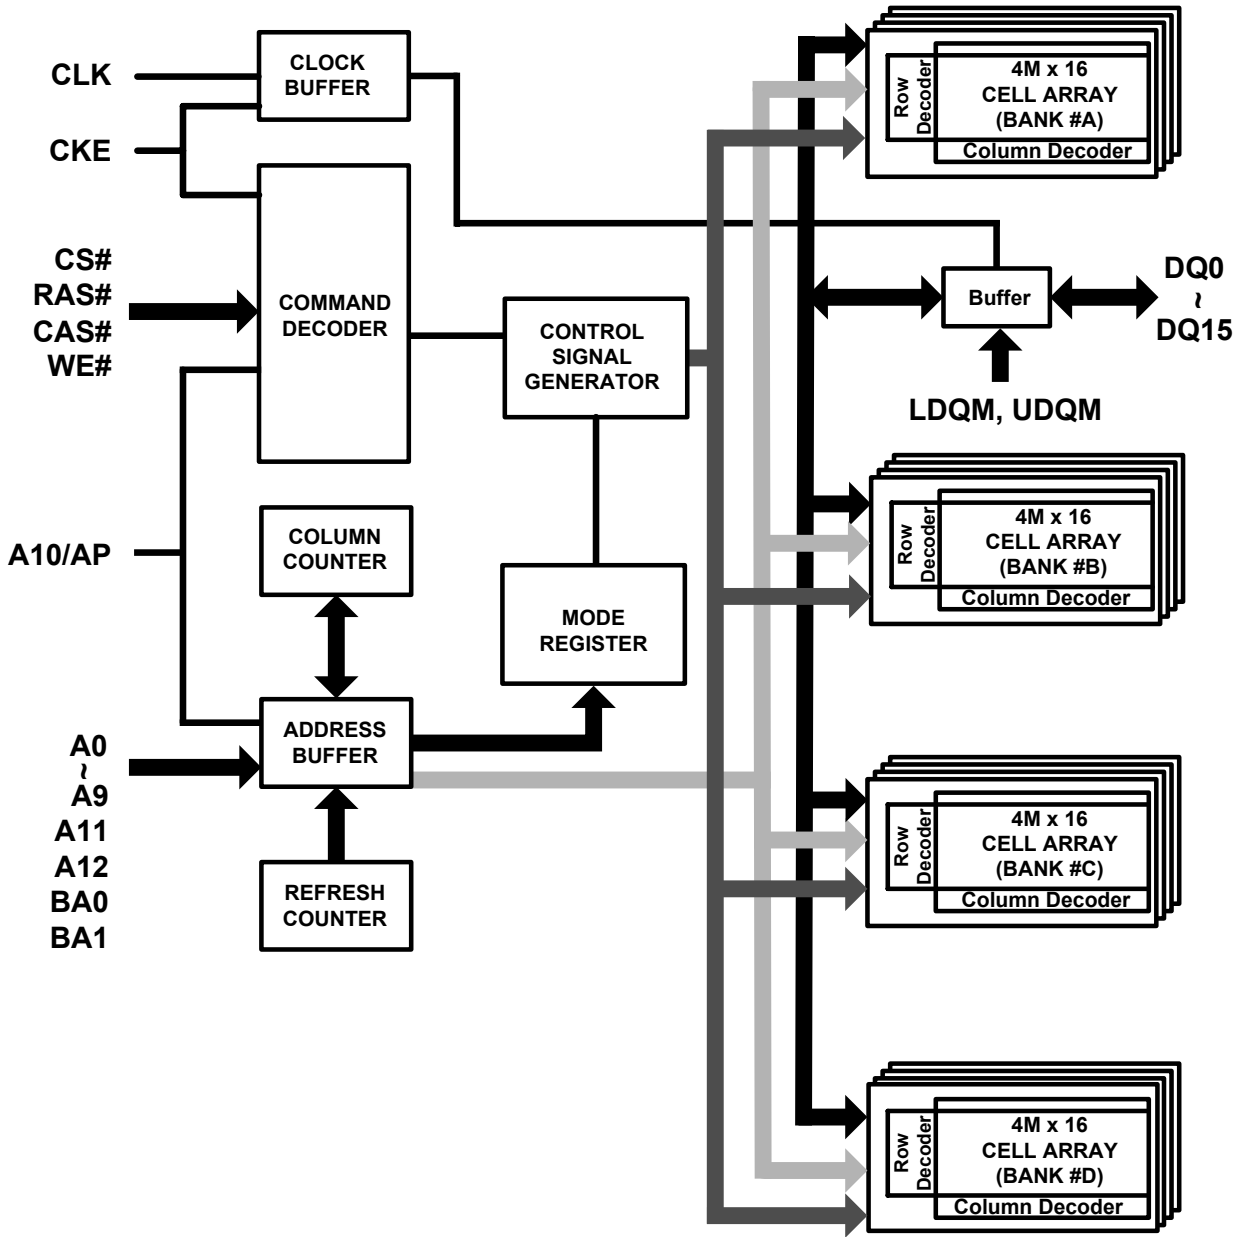 CLK
CKE
CS#
RAS#
CAS#
WE#
A10/AP
A0
~
A9
A11
A12
BA0
BA1
CLOCK
BUFFER
COMMAND
DECODER
COLUMN
COUNTER
ADDRESS
BUFFER
REFRESH
COUNTER
CONTROL
SIGNAL
GENERATOR
MODE
REGISTER
Row
Decoder
4M x 16
CELL ARRAY
(BANK #A)
Column Decoder
Buffer
DQ0
~
DQ15
LDQM, UDQM
Row
Decoder
4M x 16
CELL ARRAY
(BANK #B)
Column Decoder
Row
Decoder
4M x 16
CELL ARRAY
(BANK #C)
Column Decoder
Row
Decoder
4M x 16
CELL ARRAY
(BANK #D)
Column Decoder